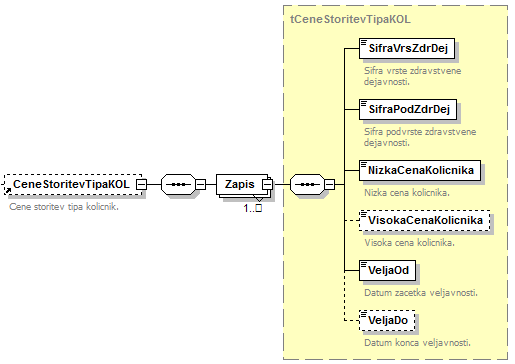 tCeneStoritevTipaKOL
SifraVrsZdrDej
Sifra vrste zdravstvene
dejavnosti.
SifraPodZdrDej
Sifra podvrste zdravstvene
dejavnosti.
CeneStoritevTipaKOL
Cene storitev tipa kolicnik.
Zapis
1..
NizkaCenaKolicnika
Nizka cena kolicnika.
VisokaCenaKolicnika
Visoka cena kolicnika.
VeljaOd
Datum zacetka veljavnosti.
VeljaDo
Datum konca veljavnosti.